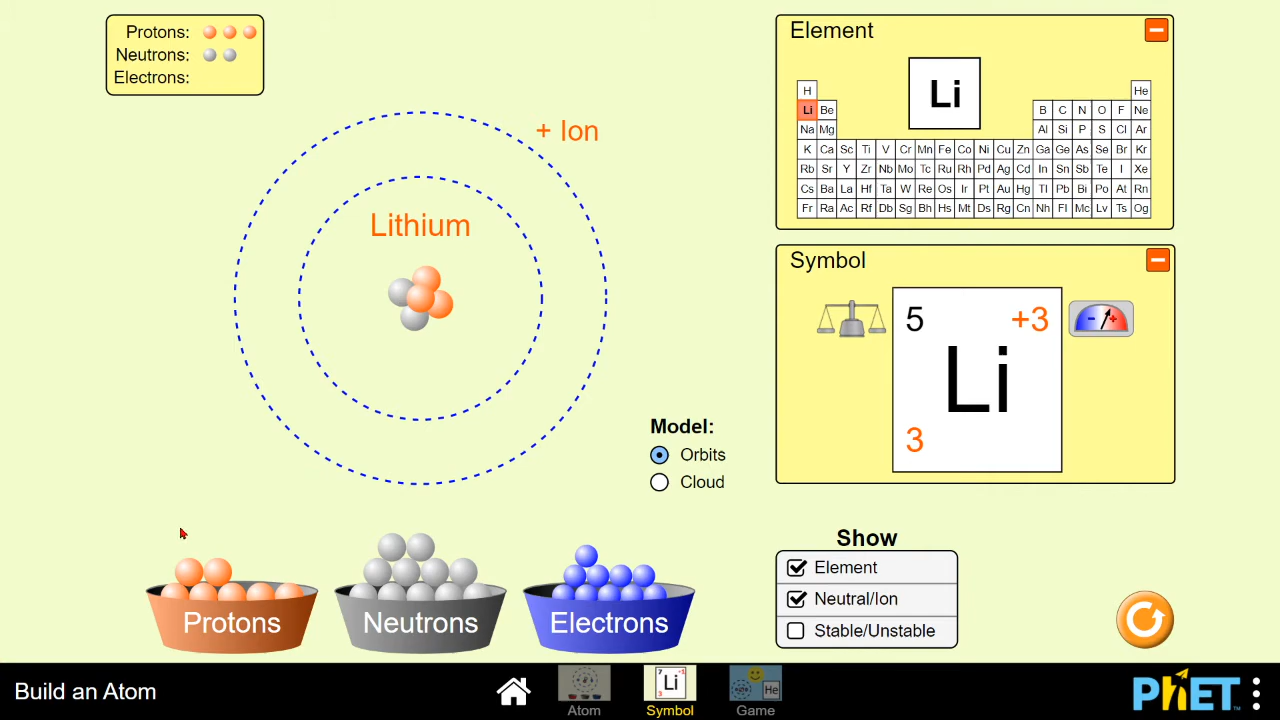 Protons:
Neutrons:
Electrons:
+ Ion
Lithium
Element
Li
H He
Li Be B C N O F Ne
Na Mg Al Si P S Cl Ar
K Ca Sc Ti V Cr Mn Fe Co Ni Cu Zn Ga Ge As Se Br Kr
Rb Sr Y Zr Nb Mo Tc Ru Rh Pd Ag Cd In Sn Sb Te I Xe
Cs Ba La Hf Ta W Re Os Ir Pt Au Hg Tl Pb Bi Po At Rn
Fr Ra Ac Rf Db Sg Bh Hs Mt Ds Rg Cn Nh Fl Mc Lv Ts Og
Symbol
5 +3
Li
3
- +
Model:
Orbits
Cloud
Protons
Neutrons
Electrons
Show
Element
Neutral/Ion
Stable/Unstable
Build an Atom
Atom
7 +1
Li
3
Symbol
He
Game
PhET